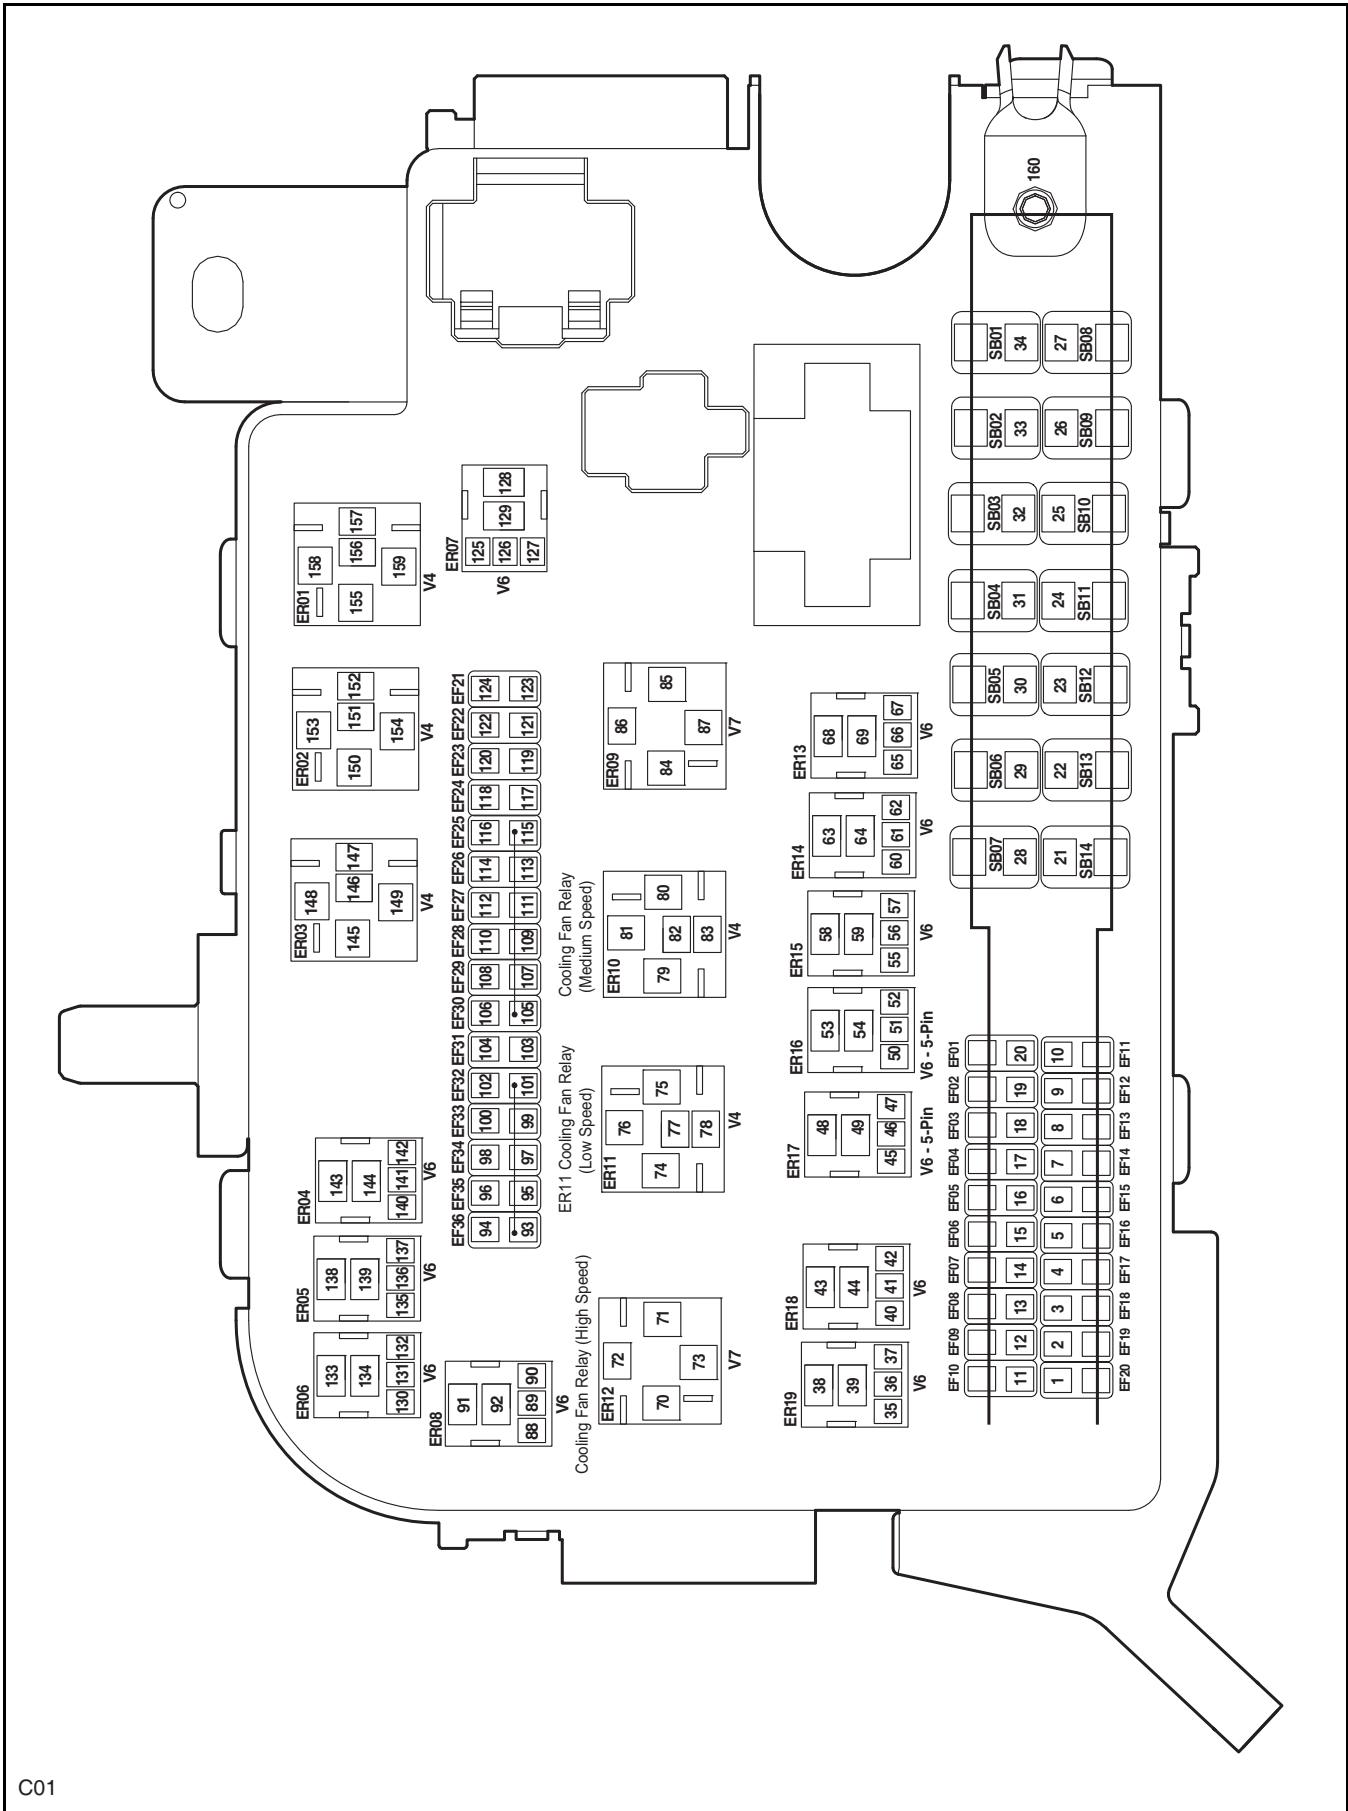 160
SB01
34
27
SB08
SB02
33
26
SB09
SB03
32
25
SB10
SB04
31
24
SB11
SB05
30
23
SB12
SB06
29
22
SB13
SB07
28
21
SB14
ER01
158
157
156
155
159
V4
ER07
128
129
125
126
127
V6
ER02
153
152
151
150
154
V4
ER03
148
147
146
145
149
V4
EF21
124
123
EF22
122
121
EF23
120
119
EF24
118
117
EF25
116
115
EF26
114
113
EF27
112
111
EF28
110
109
EF29
108
107
EF30
106
105
EF31
104
103
EF32
102
101
EF33
100
99
EF34
98
97
EF35
96
95
EF36
94
93
ER09
86
85
84
87
V7
Cooling Fan Relay
(Medium Speed)
ER10
81
80
82
83
79
V4
ER11 Cooling Fan Relay
(Low Speed)
ER11
76
75
77
78
74
V4
Cooling Fan Relay (High Speed)
ER12
72
71
70
73
V7
ER04
143
144
140
141
142
V6
ER05
138
139
135
136
137
V6
ER06
133
134
130
131
132
V6
ER08
91
92
88
89
90
V6
ER13
68
69
65
66
67
V6
ER14
63
64
60
61
62
V6
ER15
58
59
55
56
57
V6
ER16
53
54
50
51
52
V6 - 5-Pin
ER17
48
49
45
46
47
V6 - 5-Pin
ER18
43
44
40
41
42
V6
ER19
38
39
35
36
37
V6
EF01
20
10
EF11
EF02
19
9
EF12
EF03
18
8
EF13
EF04
17
7
EF14
EF05
16
6
EF15
EF06
15
5
EF16
EF07
14
4
EF17
EF08
13
3
EF18
EF09
12
2
EF19
EF10
11
1
EF20
C01